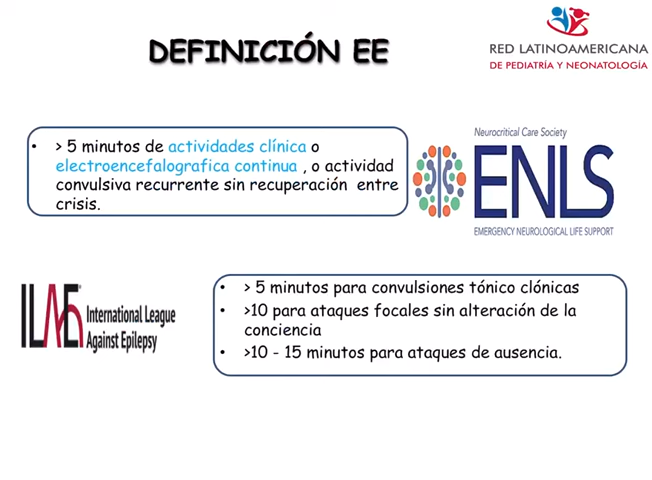 DEFINICIÓN EE
RED LATINOAMERICANA
DE PEDIATRÍA Y NEONATOLOGÍA
• > 5 minutos de actividades clínica o
electroencefalografica continua , o actividad
convulsiva recurrente sin recuperación entre
crisis.
Neurocritical Care Society
ENLS
EMERGENCY NEUROLOGICAL LIFE SUPPORT
ILAE International League
Against Epilepsy
• > 5 minutos para convulsiones tónico clónicas
• >10 para ataques focales sin alteración de la
conciencia
• >10 - 15 minutos para ataques de ausencia.